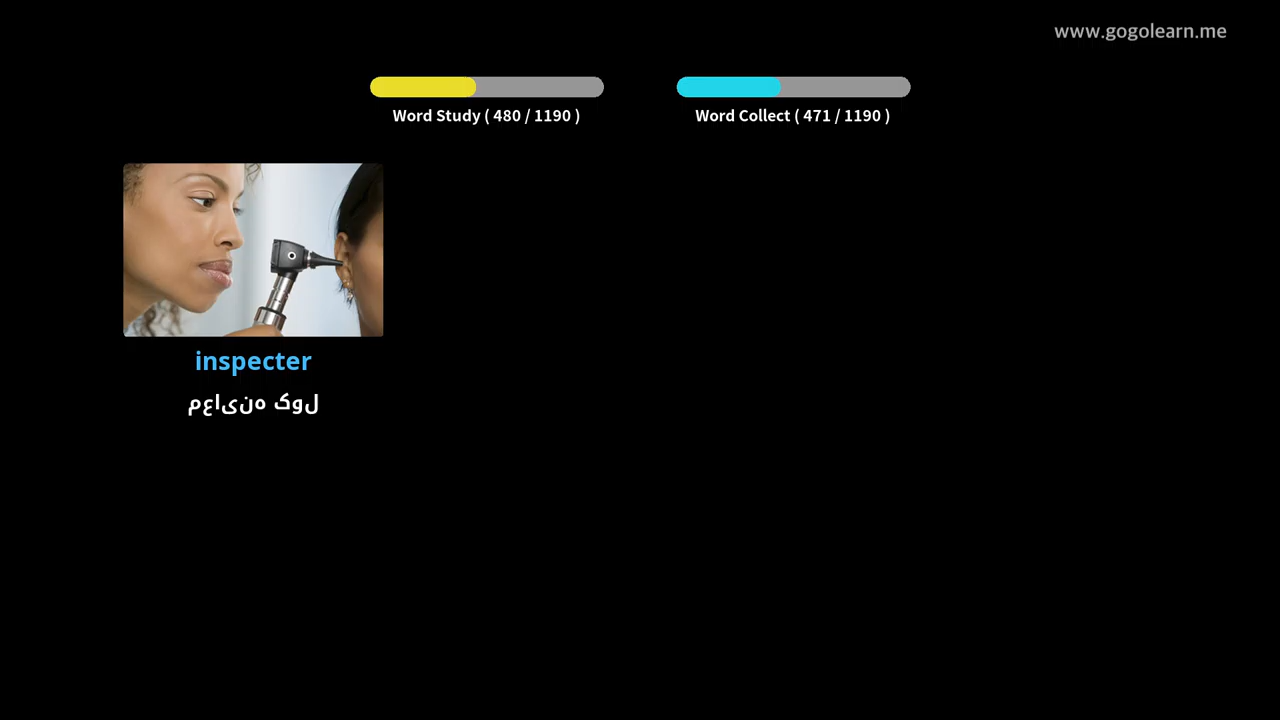 www.gogolearn.me
Word Study ( 480 / 1190 )
Word Collect ( 471 / 1190 )
inspecter
معاینه کول